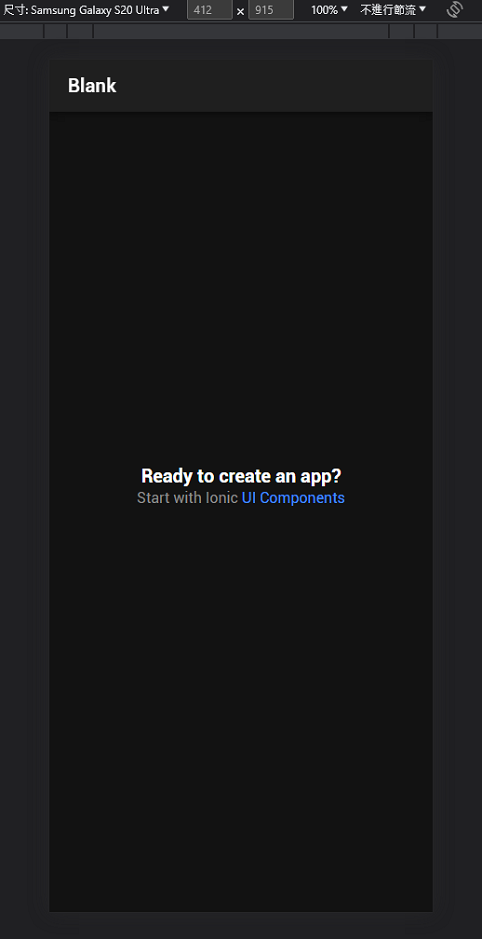 尺寸: Samsung Galaxy S20 Ultra ▼ 412 × 915 100% ▼ 不進行節流 ▼
Blank
Ready to create an app?
Start with Ionic UI Components